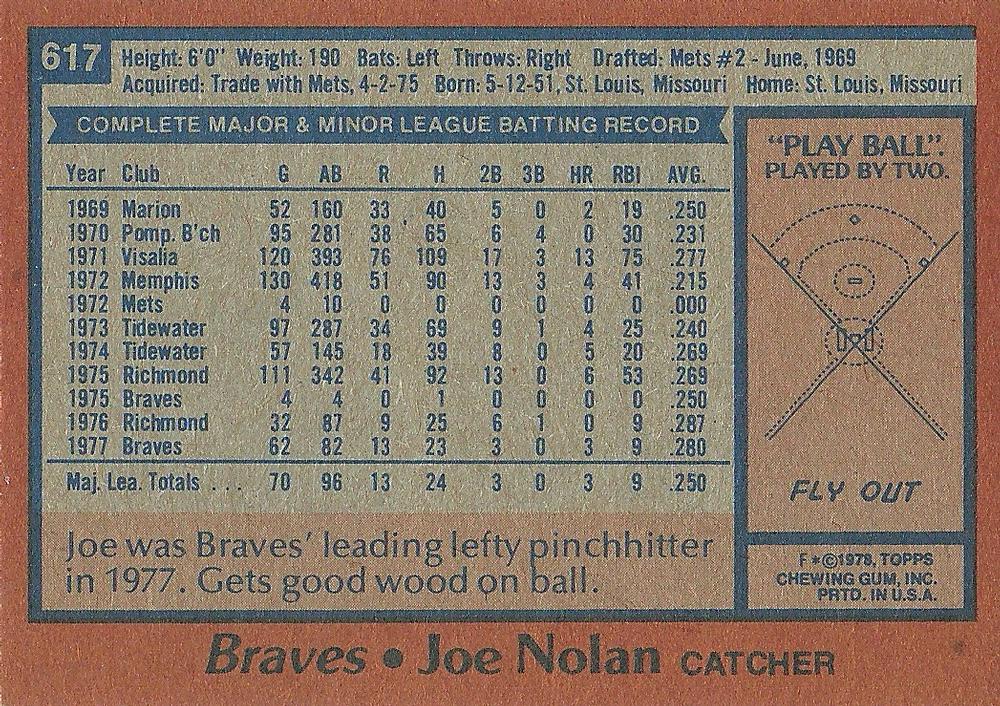 617
Height: 6'0" Weight: 190 Bats: Left Throws: Right Drafted: Mets #2 - June, 1969
Acquired: Trade with Mets, 4-2-75 Born: 5-12-51, St. Louis, Missouri Home: St. Louis, Missouri
COMPLETE MAJOR & MINOR LEAGUE BATTING RECORD
Year Club G AB R H 2B 3B HR RBI AVG.
1969 Marion 52 160 33 40 5 0 2 19 .250
1970 Pomp. B'ch 95 281 38 65 6 4 0 30 .231
1971 Visalia 120 393 76 109 17 3 13 75 .277
1972 Memphis 130 418 51 90 13 3 4 41 .215
1972 Mets 4 10 0 0 0 0 0 0 .000
1973 Tidewater 97 287 34 69 9 1 4 25 .240
1974 Tidewater 57 145 18 39 8 0 5 20 .269
1975 Richmond 111 342 41 92 13 0 6 53 .269
1975 Braves 4 4 0 1 0 0 0 0 .250
1976 Richmond 32 87 9 25 6 1 0 9 .287
1977 Braves 62 82 13 23 3 0 3 9 .280
Maj. Lea. Totals . . . 70 96 13 24 3 0 3 9 .250
Joe was Braves' leading lefty pinchhitter
in 1977. Gets good wood on ball.
"PLAY BALL".
PLAYED BY TWO.
FLY OUT
F*©1978, TOPPS
CHEWING GUM, INC.
PRTD. IN U.S.A.
Braves • Joe Nolan CATCHER